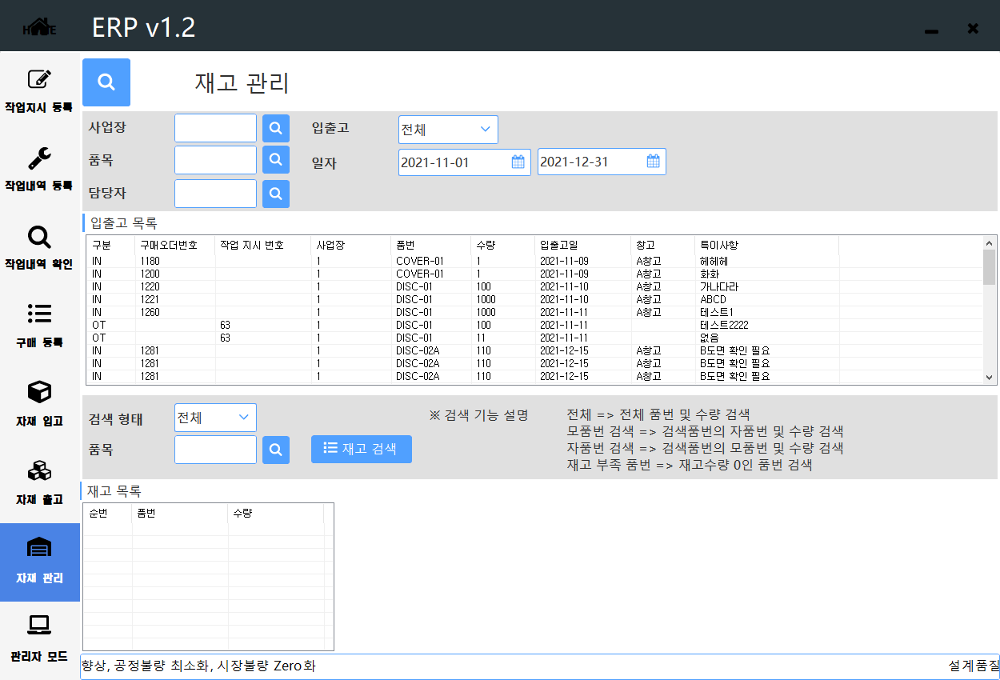 HOME ERP v1.2
작업지시 등록
작업내역 등록
작업내역 확인
구매 등록
자재 입고
자재 출고
자재 관리
관리자 모드
재고 관리
사업장 입출고 전체
품목 일자 2021-11-01 2021-12-31
담당자
입출고 목록
구분 구매오더번호 작업 지시 번호 사업장 품번 수량 입출고일 창고 특이사항
IN 1180 1 COVER-01 1 2021-11-09 A창고 헤헤헤
IN 1200 1 COVER-01 1 2021-11-09 A창고 화화
IN 1220 1 DISC-01 100 2021-11-10 A창고 가나다라
IN 1221 1 DISC-01 1000 2021-11-10 A창고 ABCD
IN 1260 1 DISC-01 1000 2021-11-11 A창고 테스트1
OT 63 1 DISC-01 100 2021-11-11 테스트2222
OT 63 1 DISC-01 11 2021-11-11 없음
IN 1281 1 DISC-02A 110 2021-12-15 A창고 B도면 확인 필요
IN 1281 1 DISC-02A 110 2021-12-15 A창고 B도면 확인 필요
IN 1281 1 DISC-02A 110 2021-12-15 A창고 B도면 확인 필요
검색 형태 전체
품목 재고 검색
※ 검색 기능 설명
전체 => 전체 품번 및 수량 검색
모품번 검색 => 검색품번의 자품번 및 수량 검색
자품번 검색 => 검색품번의 모품번 및 수량 검색
재고 부족 품번 => 재고수량 0인 품번 검색
재고 목록
순번 품번 수량
향상, 공정불량 최소화, 시장불량 Zero화 설계품질